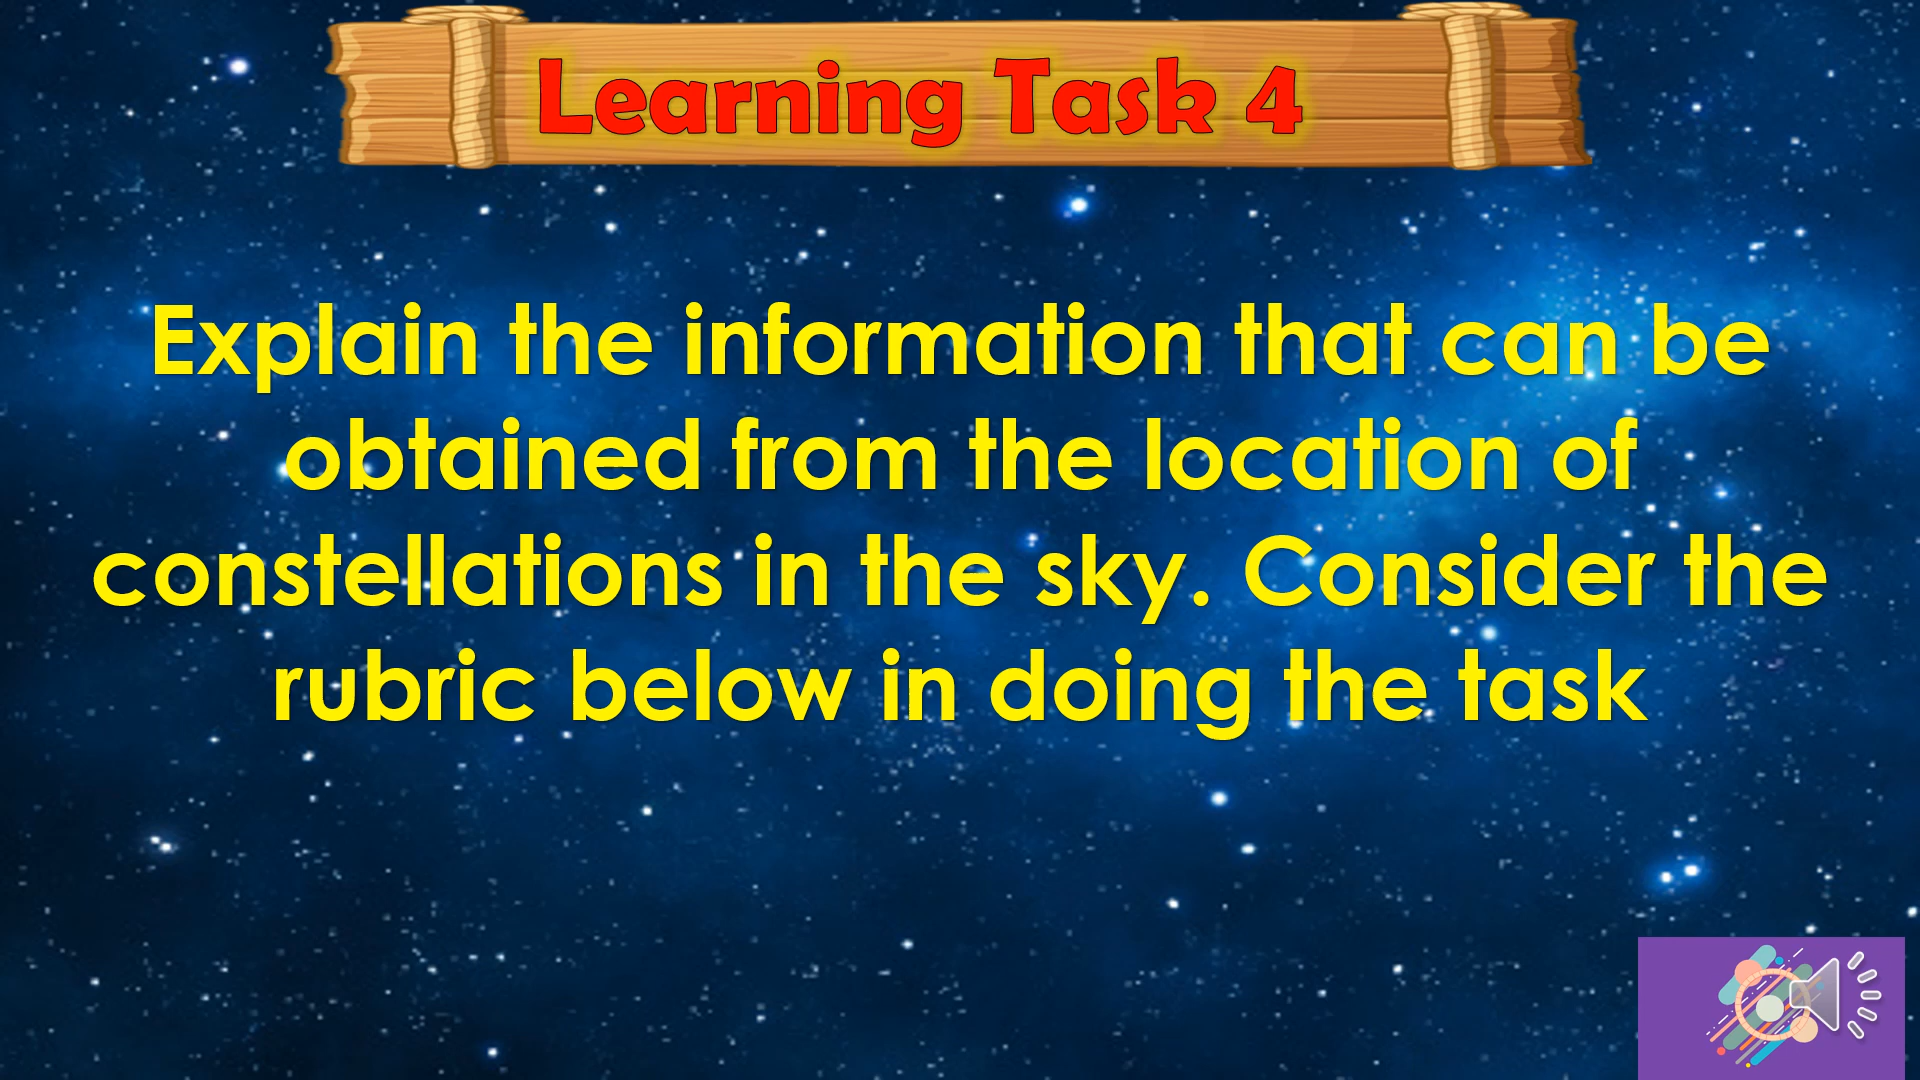 Learning Task 4
Explain the information that can be
obtained from the location of
constellations in the sky. Consider the
rubric below in doing the task